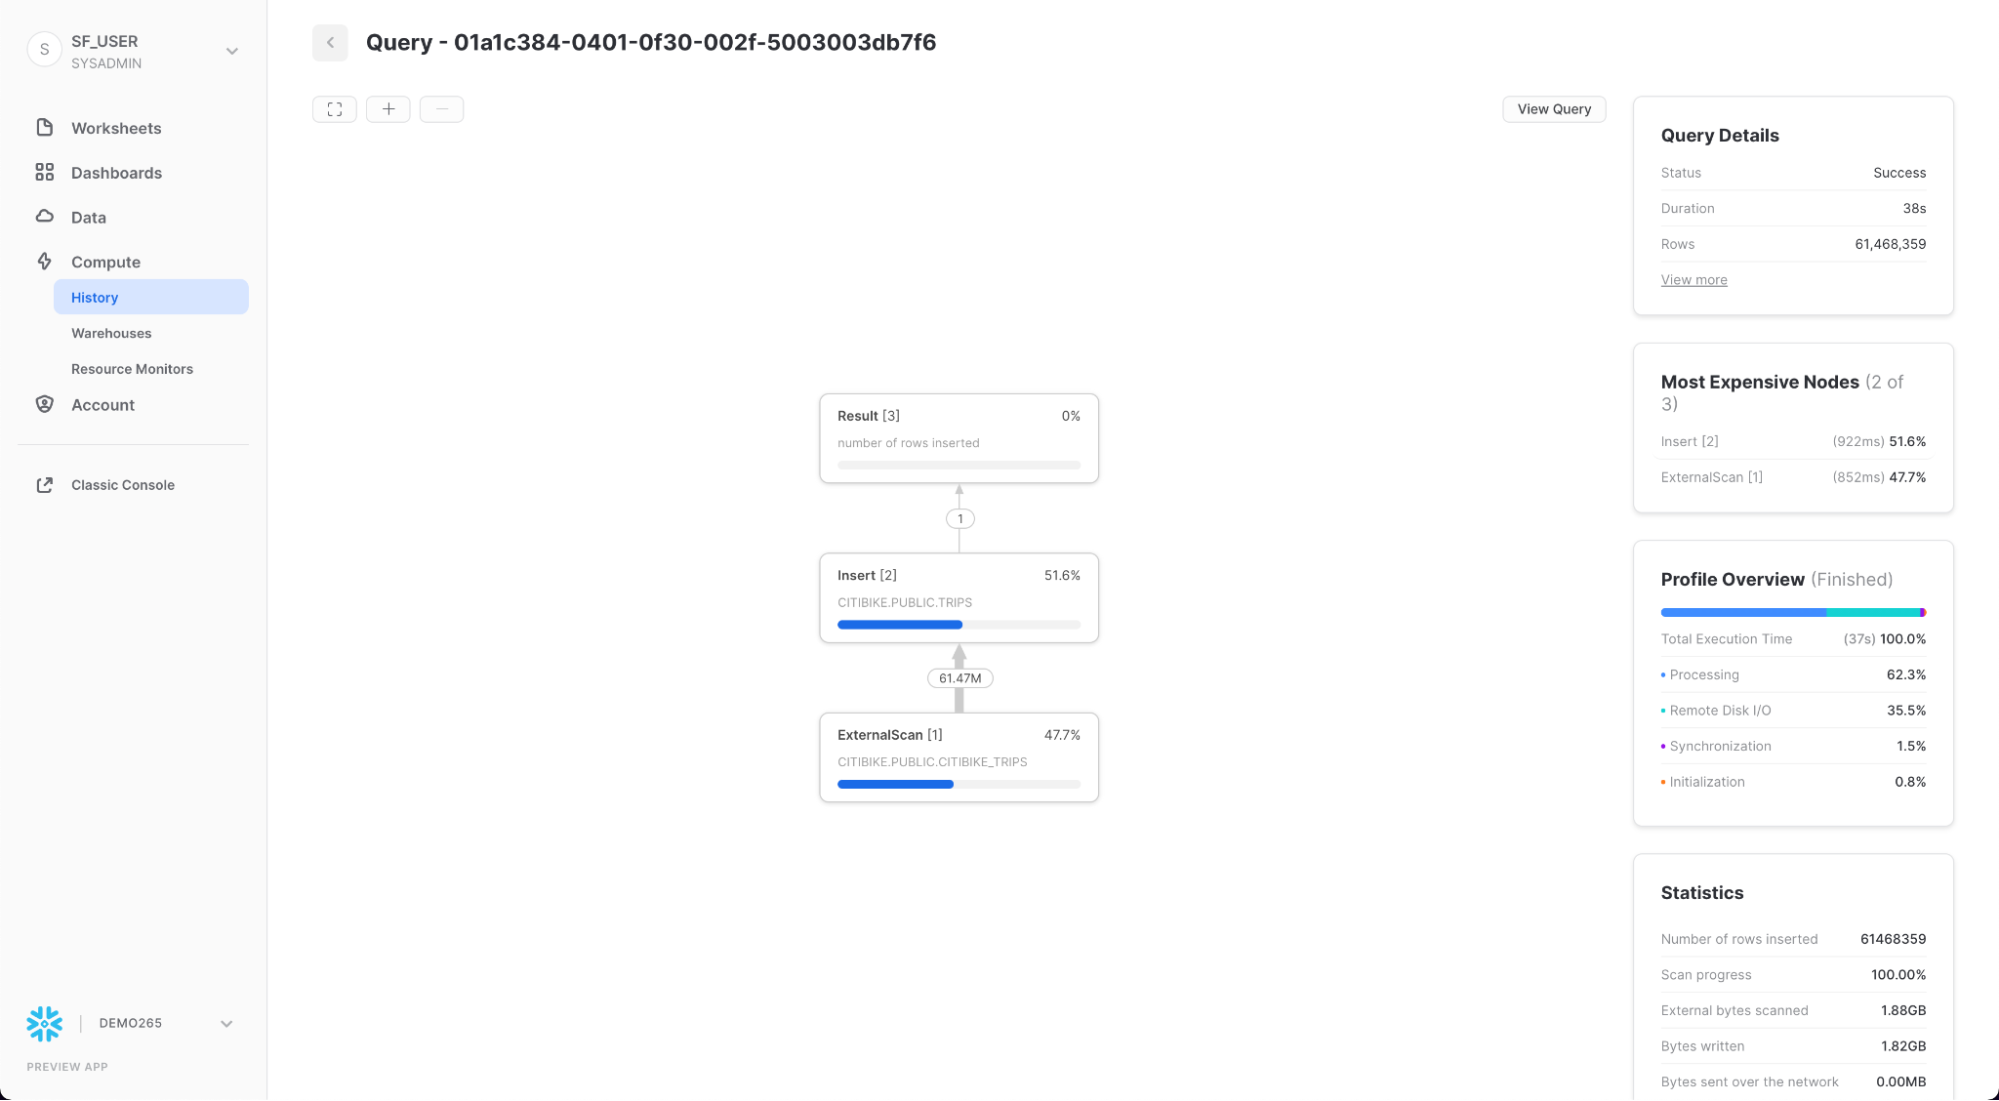 S
SF_USER
SYSADMIN
Worksheets
Dashboards
Data
Compute
History
Warehouses
Resource Monitors
Account
Classic Console
DEMO265
PREVIEW APP
Query - 01a1c384-0401-0f30-002f-5003003db7f6
View Query
Result [3] 0%
number of rows inserted
1
Insert [2] 51.6%
CITIBIKE.PUBLIC.TRIPS
61.47M
ExternalScan [1] 47.7%
CITIBIKE.PUBLIC.CITIBIKE_TRIPS
Query Details
Status Success
Duration 38s
Rows 61,468,359
View more
Most Expensive Nodes (2 of
3)
Insert [2] (922ms) 51.6%
ExternalScan [1] (852ms) 47.7%
Profile Overview (Finished)
Total Execution Time (37s) 100.0%
Processing 62.3%
Remote Disk I/O 35.5%
Synchronization 1.5%
Initialization 0.8%
Statistics
Number of rows inserted 61468359
Scan progress 100.00%
External bytes scanned 1.88GB
Bytes written 1.82GB
Bytes sent over the network 0.00MB